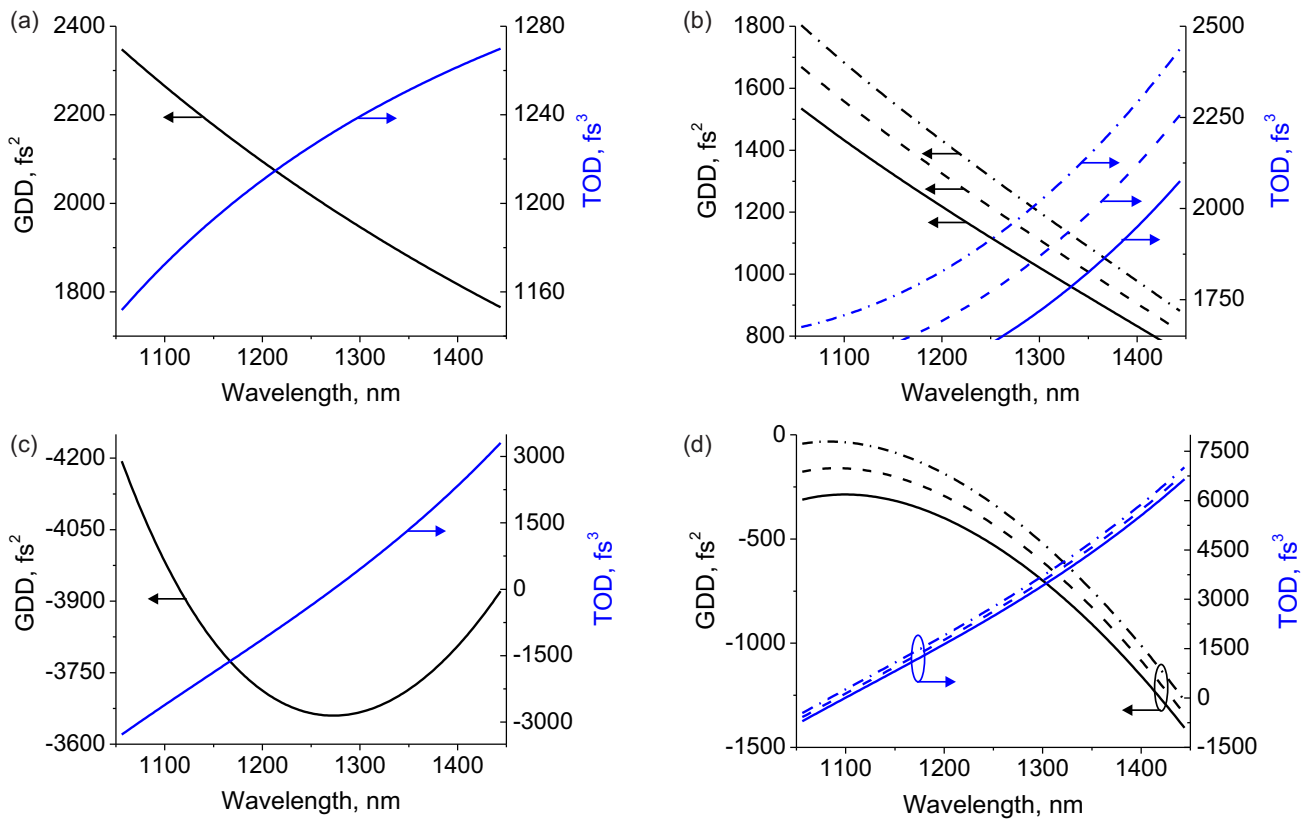 (a)
2400
2200
2000
1800
GDD, fs²
1280
1240
1200
1160
TOD, fs³
1100 1200 1300 1400
Wavelength, nm
(b)
1800
1600
1400
1200
1000
800
GDD, fs²
2500
2250
2000
1750
TOD, fs³
1100 1200 1300 1400
Wavelength, nm
(c)
-4200
-4050
-3900
-3750
-3600
GDD, fs²
3000
1500
0
-1500
-3000
TOD, fs³
1100 1200 1300 1400
Wavelength, nm
(d)
0
-500
-1000
-1500
GDD, fs²
7500
6000
4500
3000
1500
0
-1500
TOD, fs³
1100 1200 1300 1400
Wavelength, nm